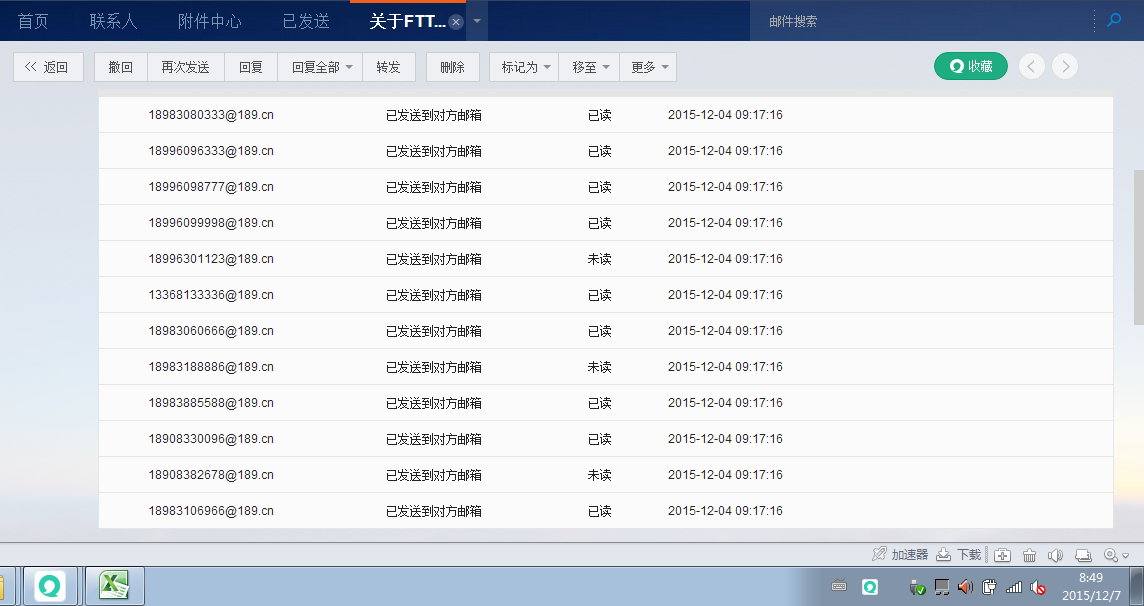 首页 联系人 附件中心 已发送 关于FTT... 邮件搜索
返回 撤回 再次发送 回复 回复全部 转发 删除 标记为 移至 更多 收藏
18983080333@189.cn 已发送到对方邮箱 已读 2015-12-04 09:17:16
18996096333@189.cn 已发送到对方邮箱 已读 2015-12-04 09:17:16
18996098777@189.cn 已发送到对方邮箱 已读 2015-12-04 09:17:16
18996099998@189.cn 已发送到对方邮箱 已读 2015-12-04 09:17:16
18996301123@189.cn 已发送到对方邮箱 未读 2015-12-04 09:17:16
13368133336@189.cn 已发送到对方邮箱 已读 2015-12-04 09:17:16
18983060666@189.cn 已发送到对方邮箱 已读 2015-12-04 09:17:16
18983188886@189.cn 已发送到对方邮箱 未读 2015-12-04 09:17:16
18983885588@189.cn 已发送到对方邮箱 已读 2015-12-04 09:17:16
18908330096@189.cn 已发送到对方邮箱 已读 2015-12-04 09:17:16
18908382678@189.cn 已发送到对方邮箱 未读 2015-12-04 09:17:16
18983106966@189.cn 已发送到对方邮箱 已读 2015-12-04 09:17:16
加速器 下载
8:49
2015/12/7